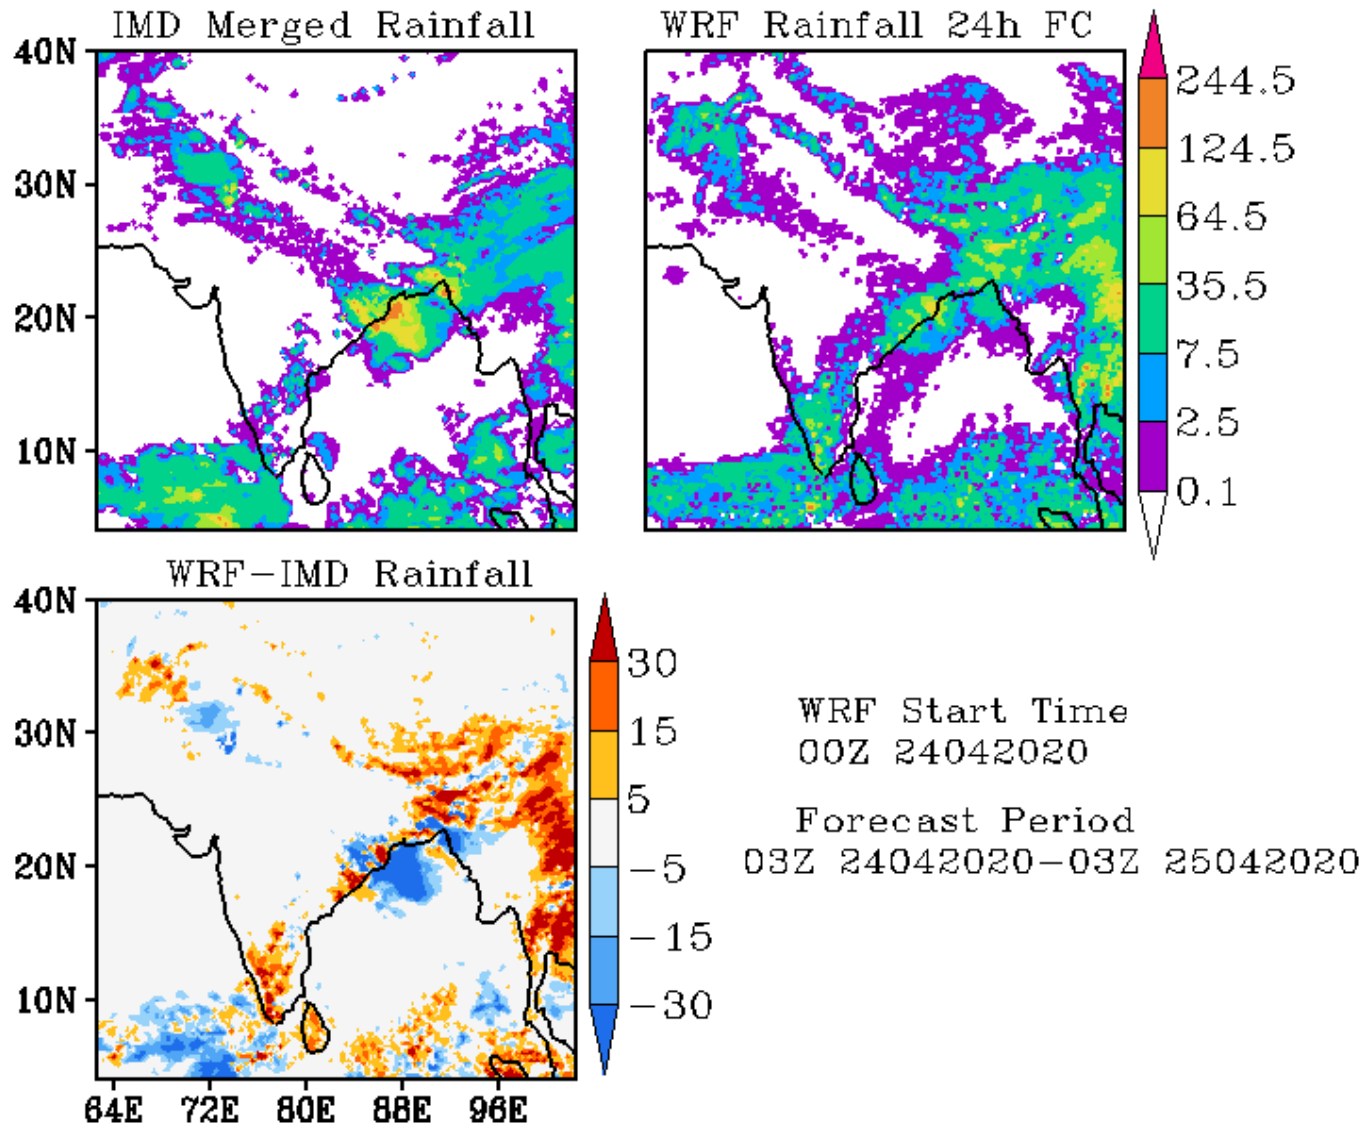 IMD Merged Rainfall
WRF Rainfall 24h FC
40N
30N
20N
10N
244.5
124.5
64.5
35.5
7.5
2.5
0.1
WRF-IMD Rainfall
40N
30N
20N
10N
64E 72E 80E 88E 96E
30
15
5
-5
-15
-30
WRF Start Time
00Z 24042020
Forecast Period
03Z 24042020-03Z 25042020